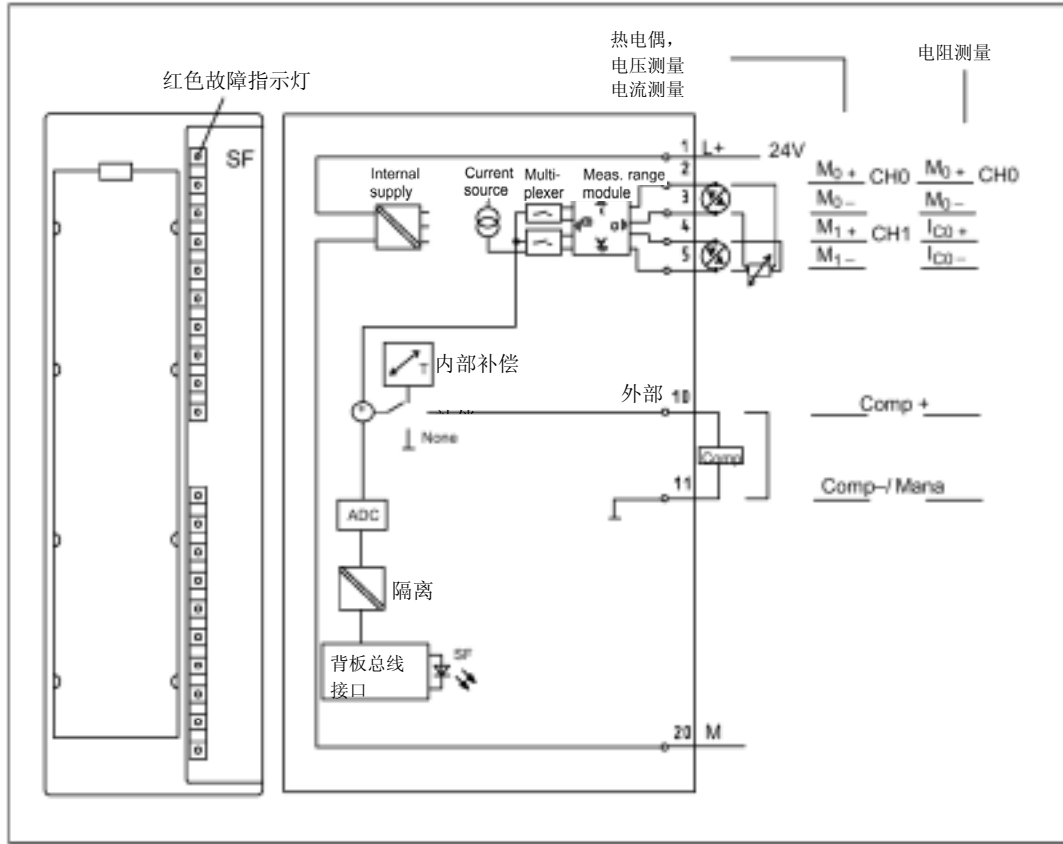 热电偶，
电压测量
电流测量
电阻测量
红色故障指示灯
SF
Internal supply
Current source
Multi-plexer
Meas. range module
1 L+ 24V
2
3
4
5
M0+ CH0 M0+ CH0
M0− M0−
M1+ CH1 IC0+
M1− IC0−
T
内部补偿
外部 10
Comp +
None
Comp
11
Comp−/ Mana
ADC
隔离
背板总线
接口
SF
20 M